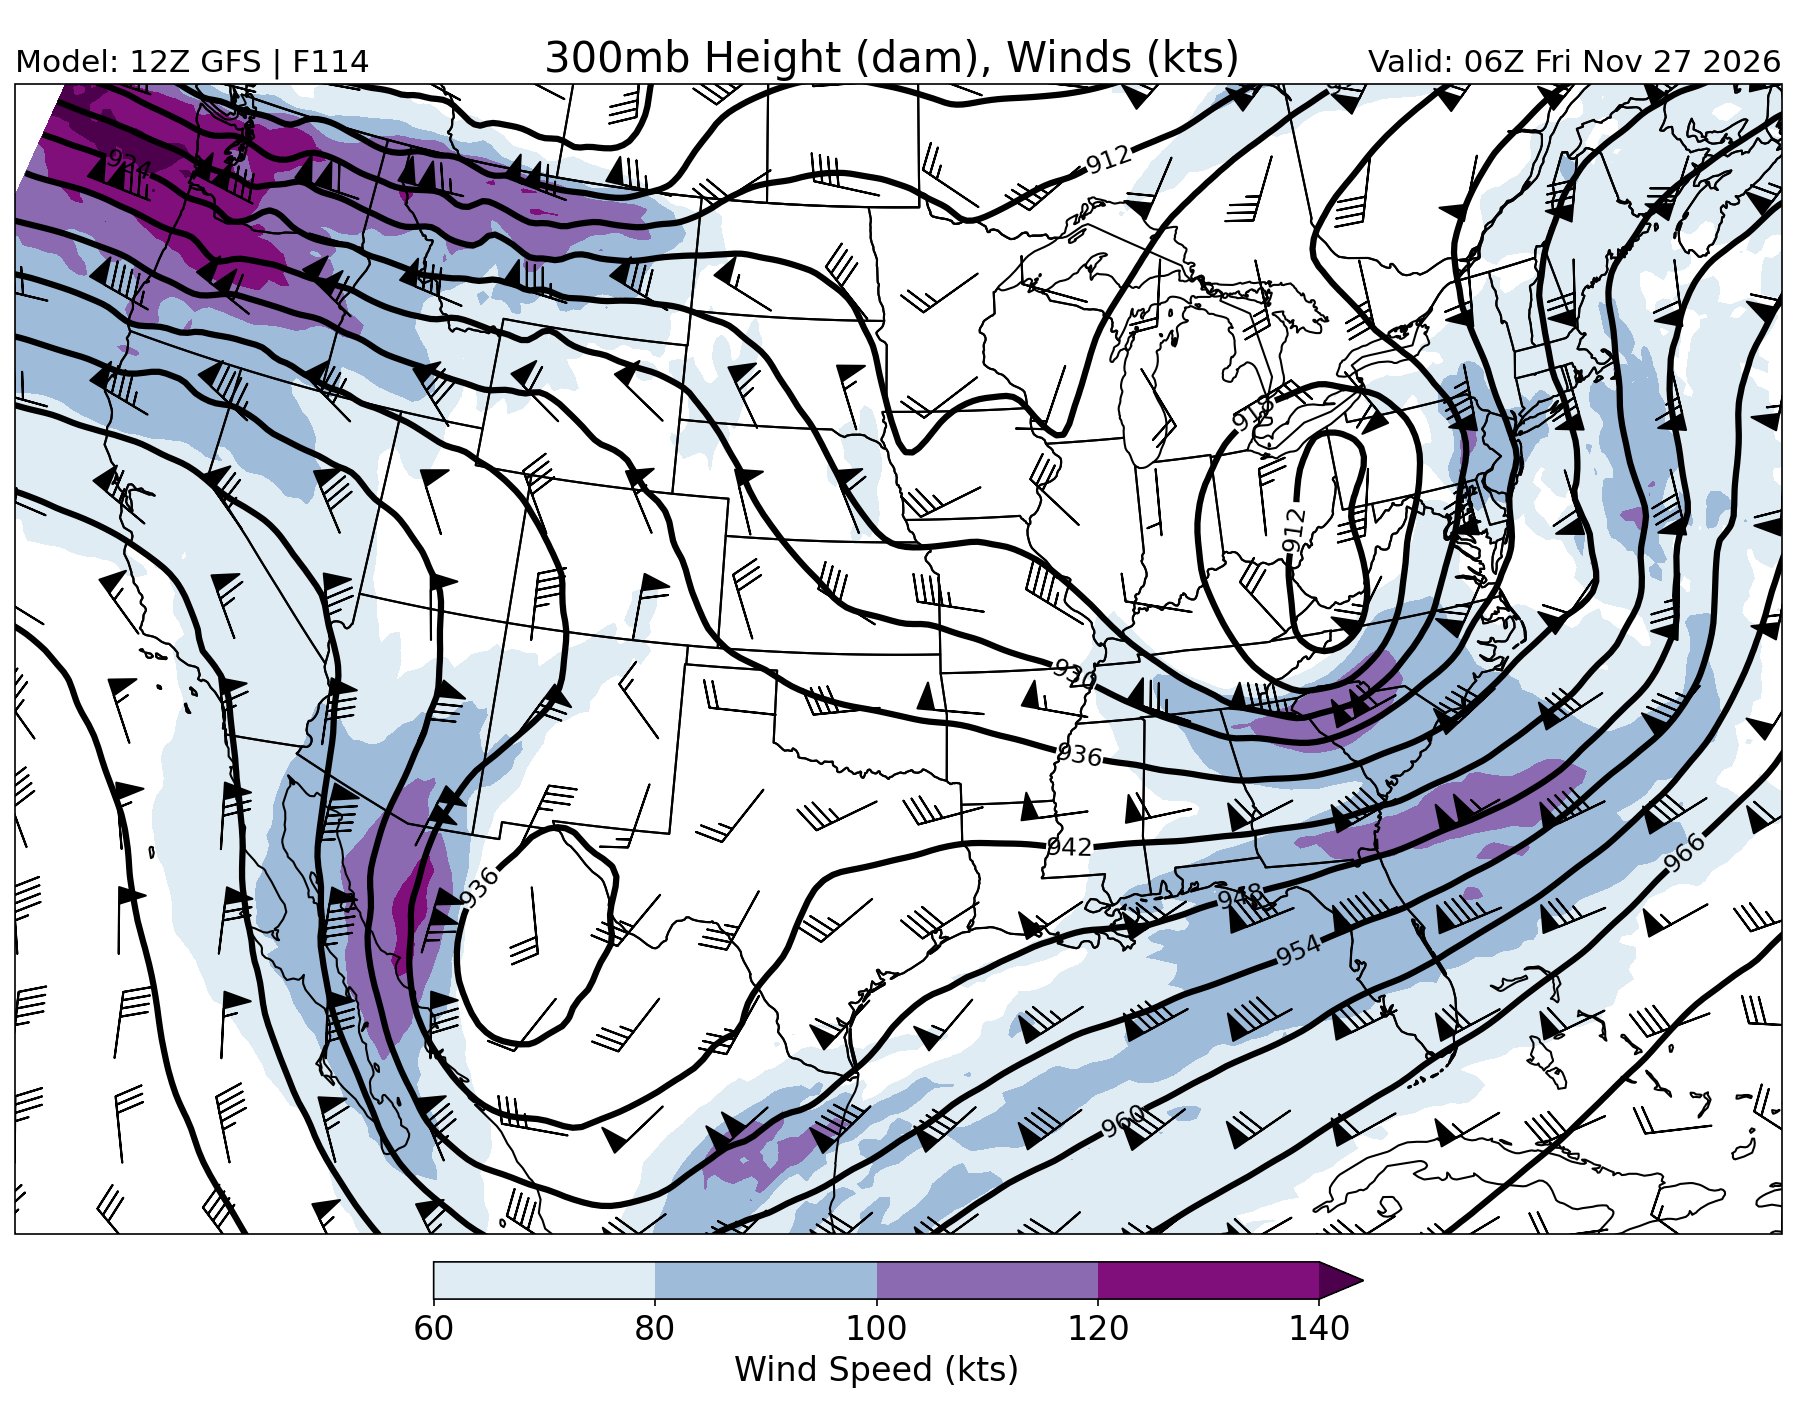 Model: 12Z GFS | F114
300mb Height (dam), Winds (kts)
Valid: 06Z Fri Nov 27 2026
924
912
918
912
930
936
942
936
948
954
966
960
60 80 100 120 140
Wind Speed (kts)